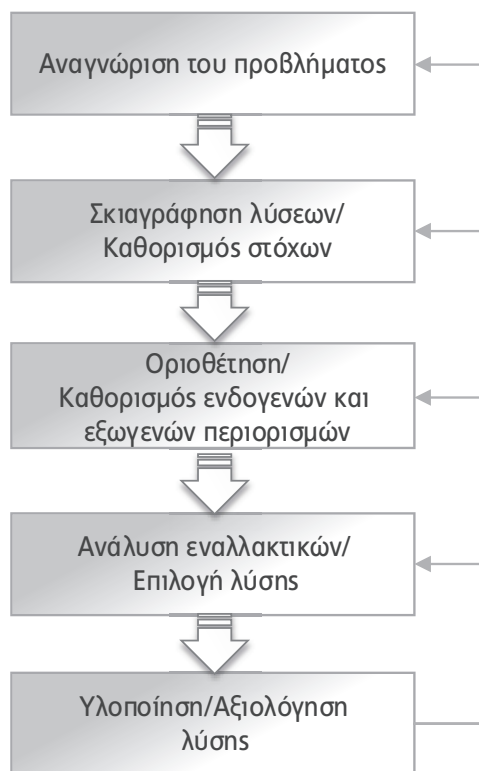 Αναγνώριση του προβλήματος
Σκιαγράφηση λύσεων/
Καθορισμός στόχων
Οριοθέτηση/
Καθορισμός ενδογενών και
εξωγενών περιορισμών
Ανάλυση εναλλακτικών/
Επιλογή λύσης
Υλοποίηση/Αξιολόγηση
λύσης